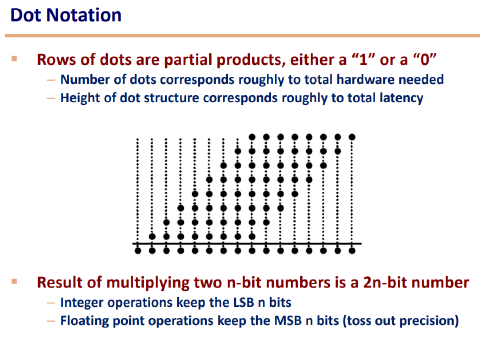 Dot Notation
Rows of dots are partial products, either a “1” or a “0”
– Number of dots corresponds roughly to total hardware needed
– Height of dot structure corresponds roughly to total latency
Result of multiplying two n-bit numbers is a 2n-bit number
– Integer operations keep the LSB n bits
– Floating point operations keep the MSB n bits (toss out precision)